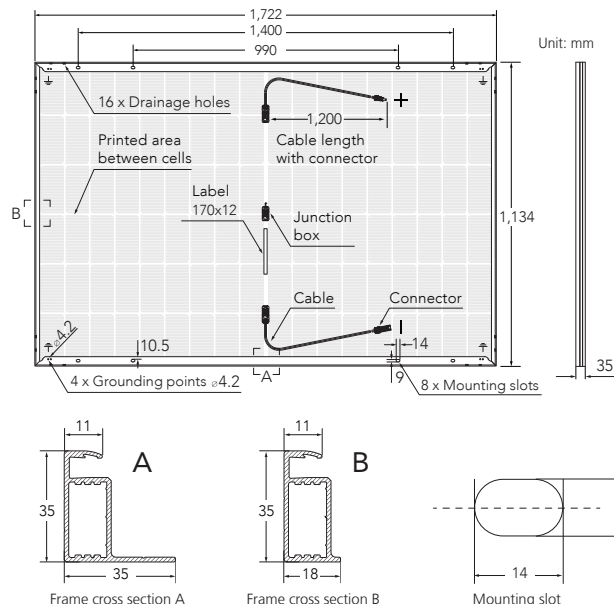 1,722
1,400
990
Unit: mm
16 x Drainage holes
+
1,200
Cable length
with connector
Printed area
between cells
Label
170x12
B
Junction
box
1,134
Cable
Connector
ø4.2
10.5
14
4 x Grounding points ø4.2
A
9
8 x Mounting slots
35
11
A
35
35
Frame cross section A
11
B
35
18
Frame cross section B
14
Mounting slot